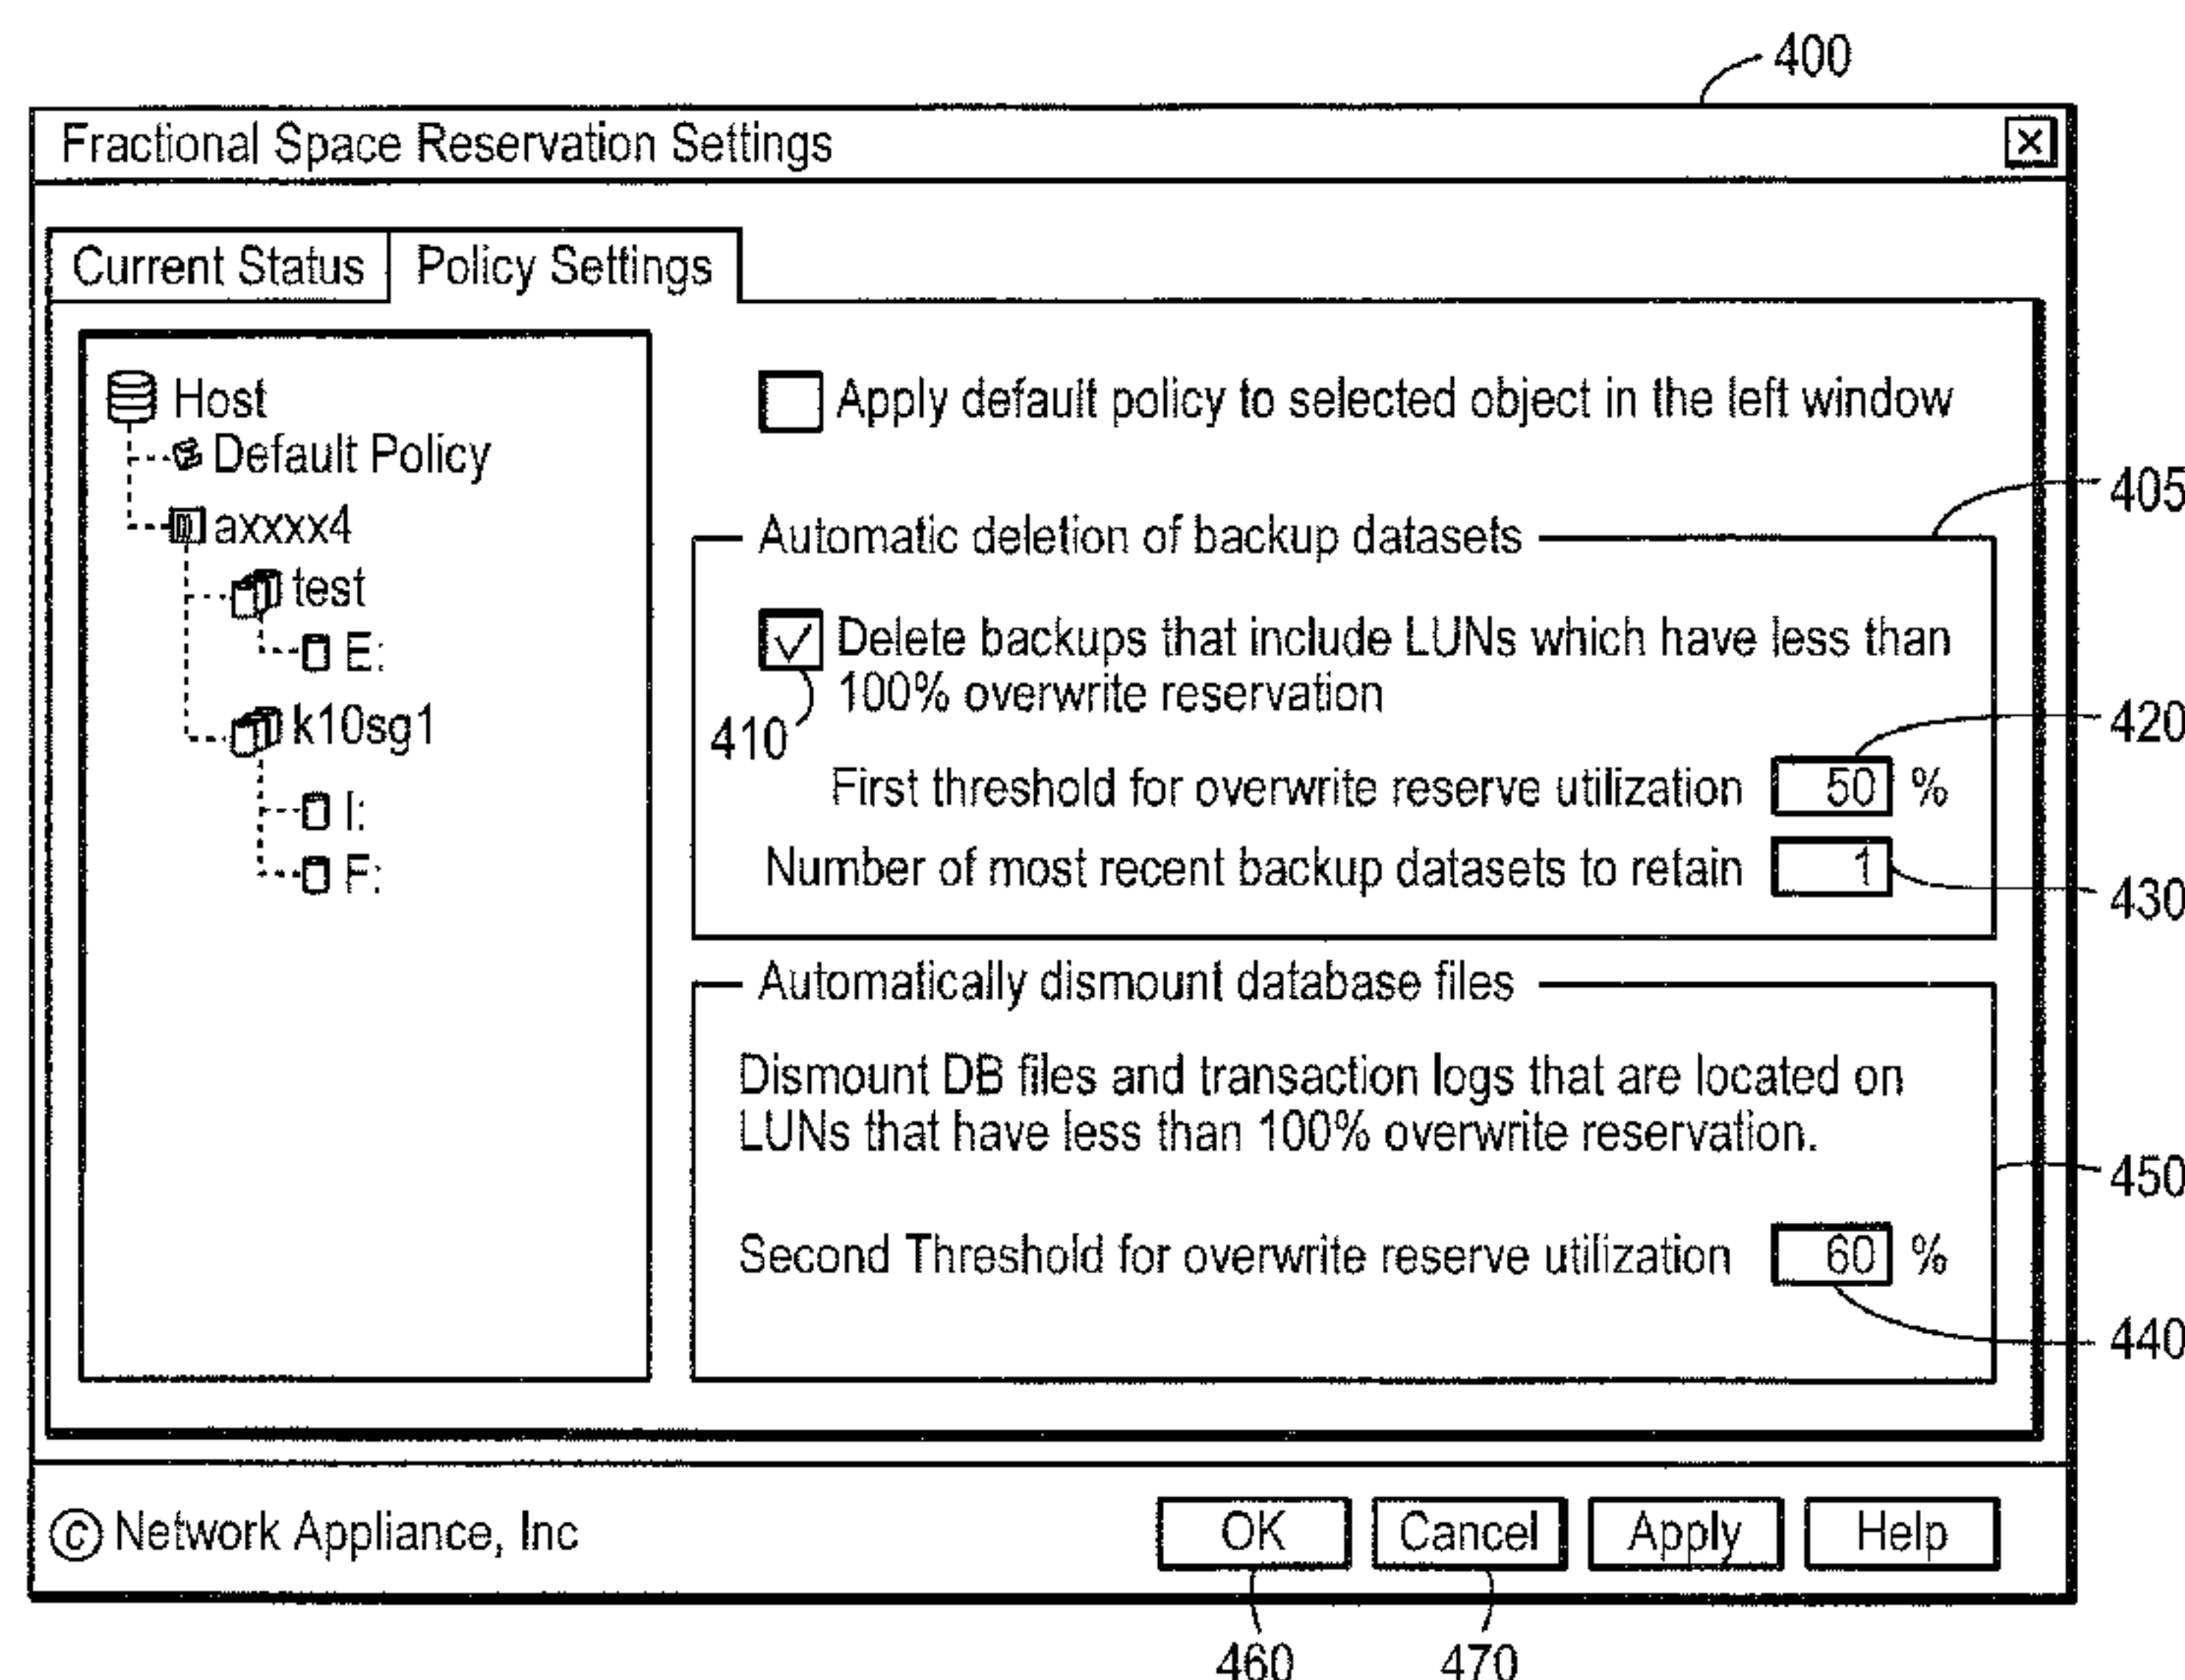 400
Fractional Space Reservation Settings
Current Status
Policy Settings
Host
Default Policy
axxxx4
test
E:
k10sg1
I:
F:
Apply default policy to selected object in the left window
405
Automatic deletion of backup datasets
Delete backups that include LUNs which have less than
100% overwrite reservation
410
420
First threshold for overwrite reserve utilization 50 %
Number of most recent backup datasets to retain 1
430
Automatically dismount database files
Dismount DB files and transaction logs that are located on
LUNs that have less than 100% overwrite reservation.
450
Second Threshold for overwrite reserve utilization 60 %
440
© Network Appliance, Inc
OK
Cancel
Apply
Help
460
470